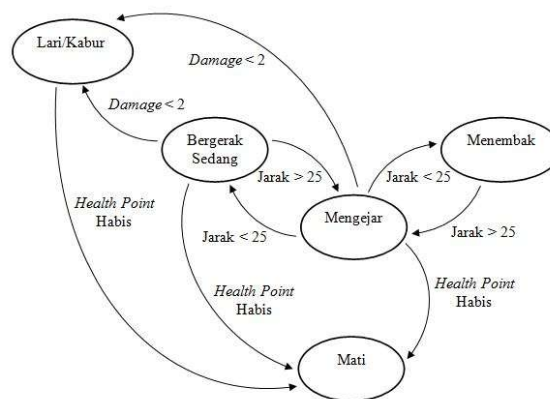 Lari/Kabur
Damage < 2
Damage < 2
Bergerak
Sedang
Menembak
Jarak > 25
Jarak < 25
Mengejar
Health Point
Habis
Jarak < 25
Jarak > 25
Health Point
Habis
Health Point
Habis
Mati